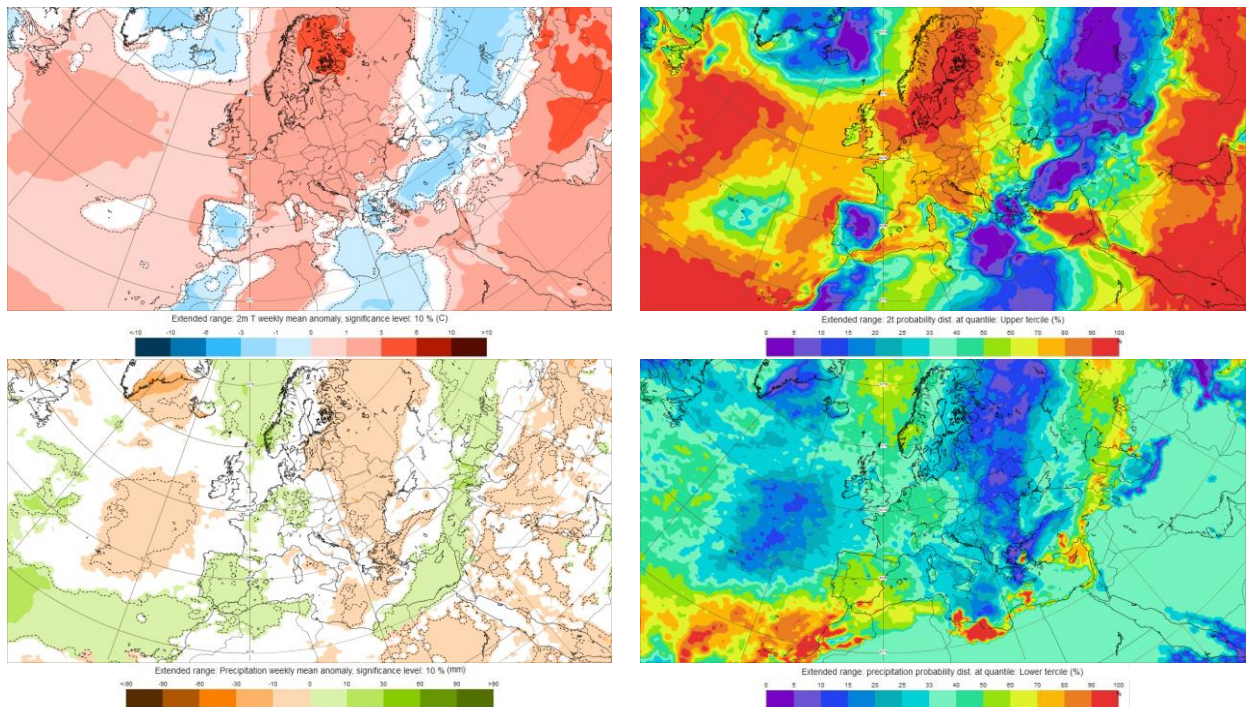 Extended range: 2m T weekly mean anomaly, significance level: 10 % (C)
<-10 -10 -8 -3 -1 0 1 3 6 10 >10
Extended range: 2t probability dist. at quantile: Upper tercile (%)
0 5 10 15 20 25 33 40 50 60 70 80 90 100
%
Extended range: Precipitation weekly mean anomaly, significance level: 10 % (mm)
<-90 -90 -60 -30 -10 0 10 30 60 90 >90
Extended range: precipitation probability dist. at quantile: Lower tercile (%)
0 5 10 15 20 25 33 40 50 60 70 80 90 100
%